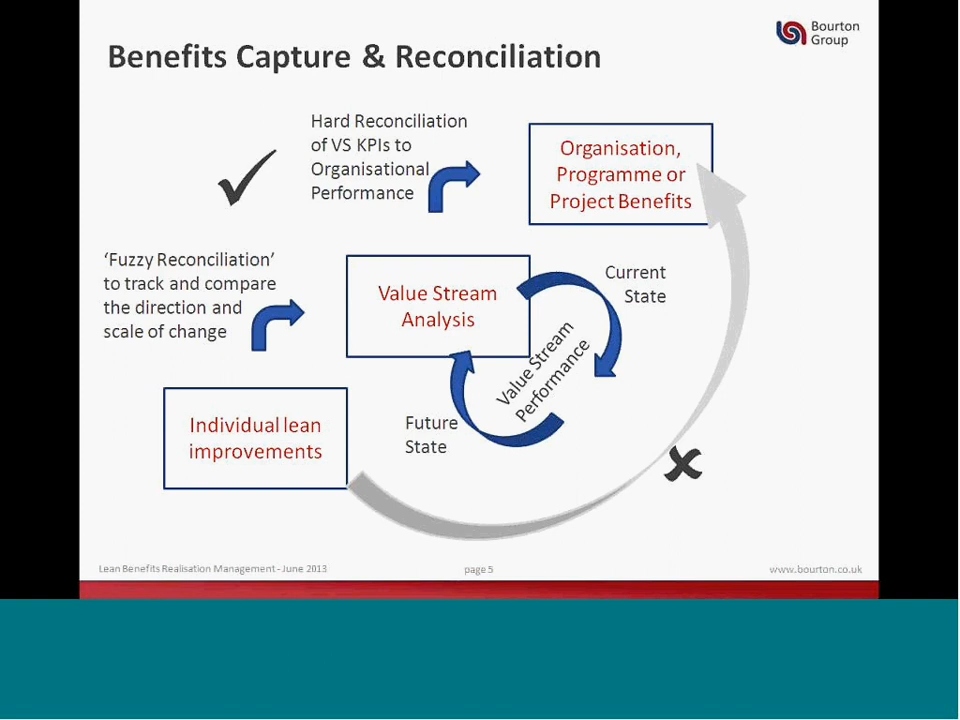 Bourton
Group
Benefits Capture & Reconciliation
Hard Reconciliation
of VS KPIs to
Organisational
Performance
Organisation,
Programme or
Project Benefits
‘Fuzzy Reconciliation’
to track and compare
the direction and
scale of change
Value Stream
Analysis
Current
State
Value Stream
Performance
Future
State
Individual lean
improvements
Lean Benefits Realisation Management - June 2013
page 5
www.bourton.co.uk